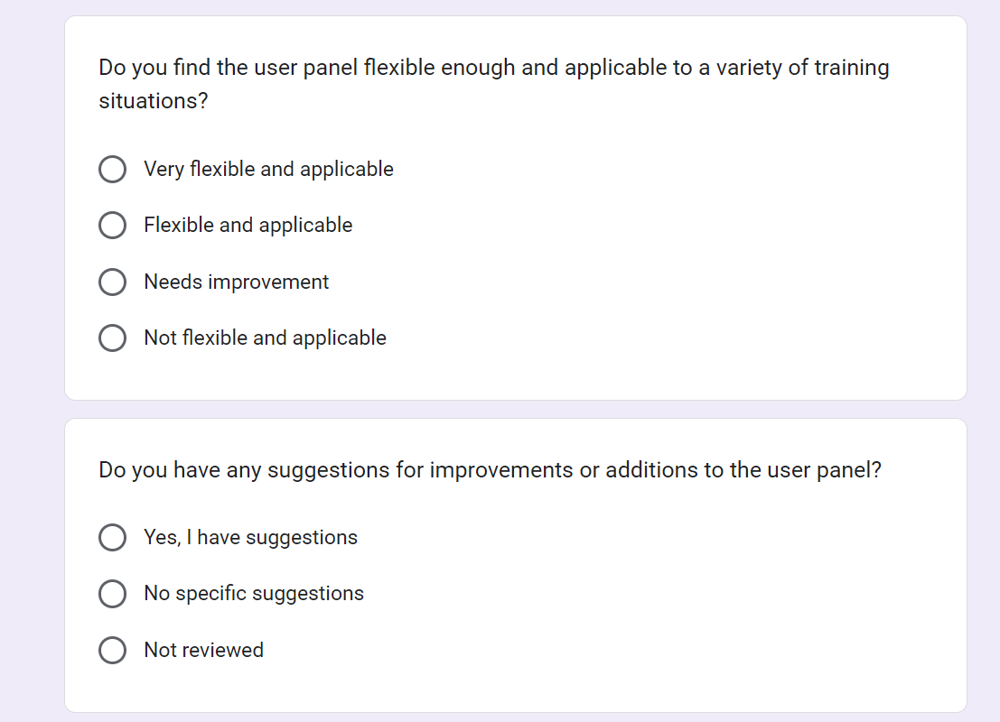 Do you find the user panel flexible enough and applicable to a variety of training
situations?
Very flexible and applicable
Flexible and applicable
Needs improvement
Not flexible and applicable
Do you have any suggestions for improvements or additions to the user panel?
Yes, I have suggestions
No specific suggestions
Not reviewed